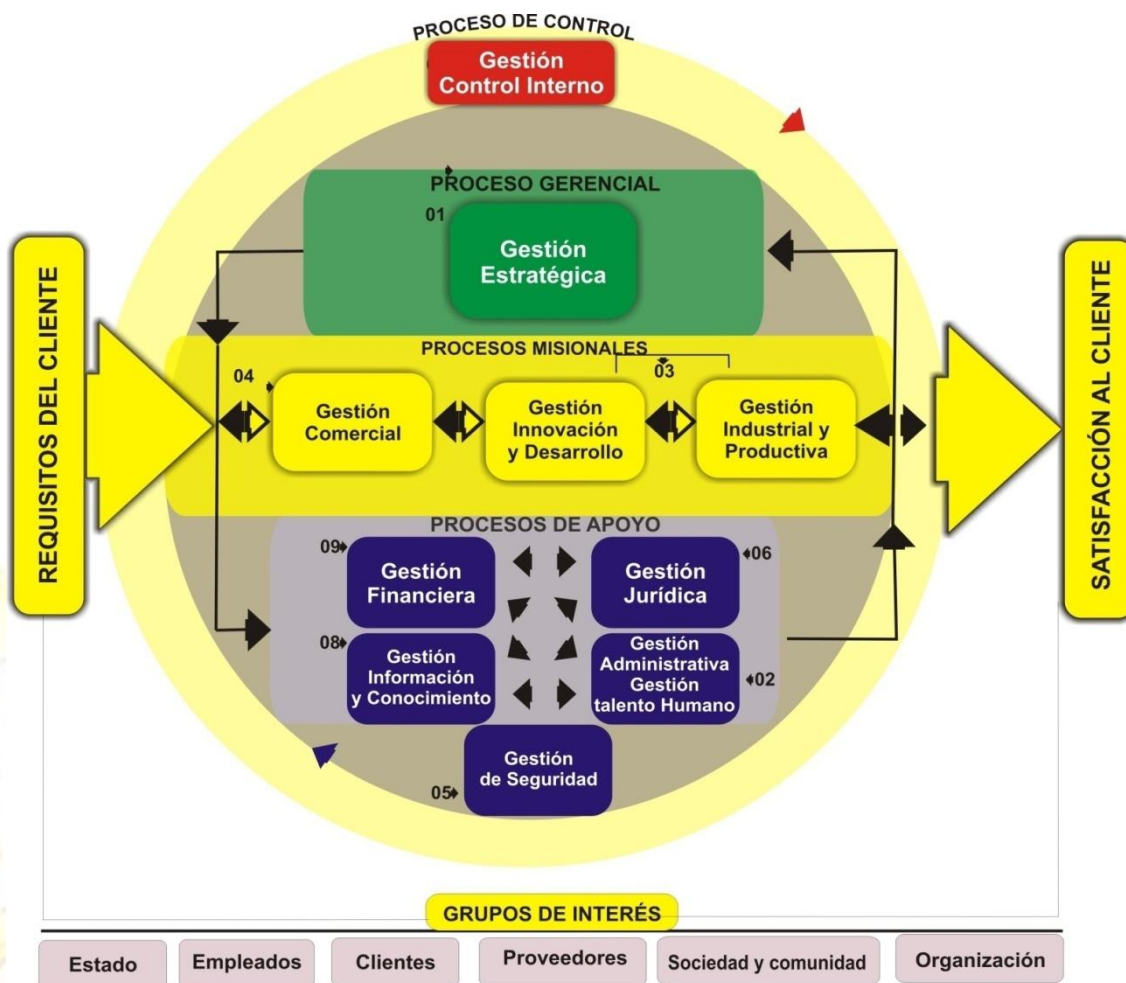 PROCESO DE CONTROL
Gestión
Control Interno
PROCESO GERENCIAL
01
Gestión
Estratégica
REQUISITOS DEL CLIENTE
SATISFACCIÓN AL CLIENTE
PROCESOS MISIONALES
04
03
Gestión
Comercial
Gestión
Innovación
y Desarrollo
Gestión
Industrial y
Productiva
PROCESOS DE APOYO
09
06
Gestión
Financiera
Gestión
Jurídica
08
02
Gestión
Información
y Conocimiento
Gestión
Administrativa
Gestión
talento Humano
Gestión
de Seguridad
05
GRUPOS DE INTERÉS
Estado
Empleados
Clientes
Proveedores
Sociedad y comunidad
Organización